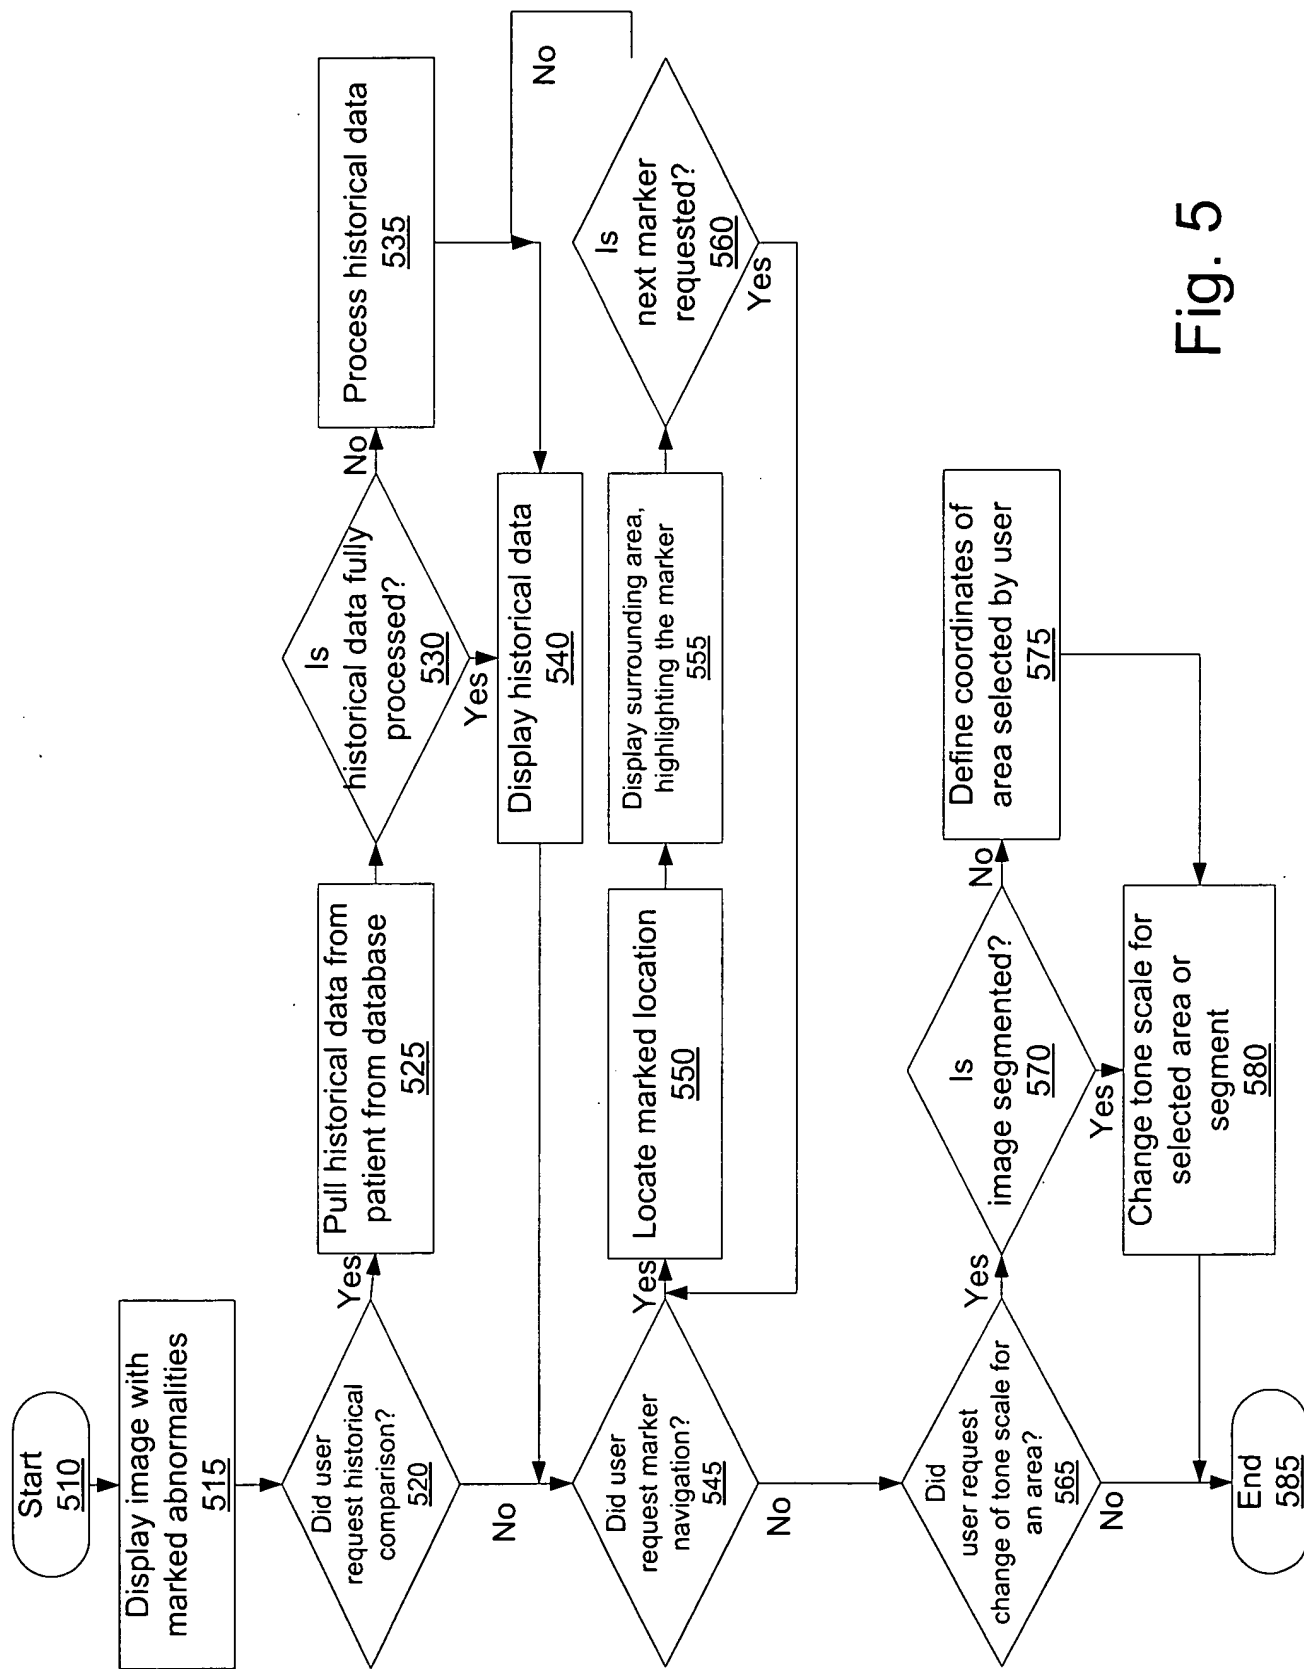 Start
510
Display image with
marked abnormalities
515
Did user
request historical
comparison?
520
Yes
No
Pull historical data from
patient from database
525
Is
historical data fully
processed?
530
No
Yes
Process historical data
535
Display historical data
540
Did user
request marker
navigation?
545
Yes
No
Locate marked location
550
Display surrounding area,
highlighting the marker
555
Is
next marker
requested?
560
No
Yes
Did
user request
change of tone scale for
an area?
565
Yes
No
Is
image segmented?
570
No
Yes
Define coordinates of
area selected by user
575
Change tone scale for
selected area or
segment
580
End
585
Fig. 5